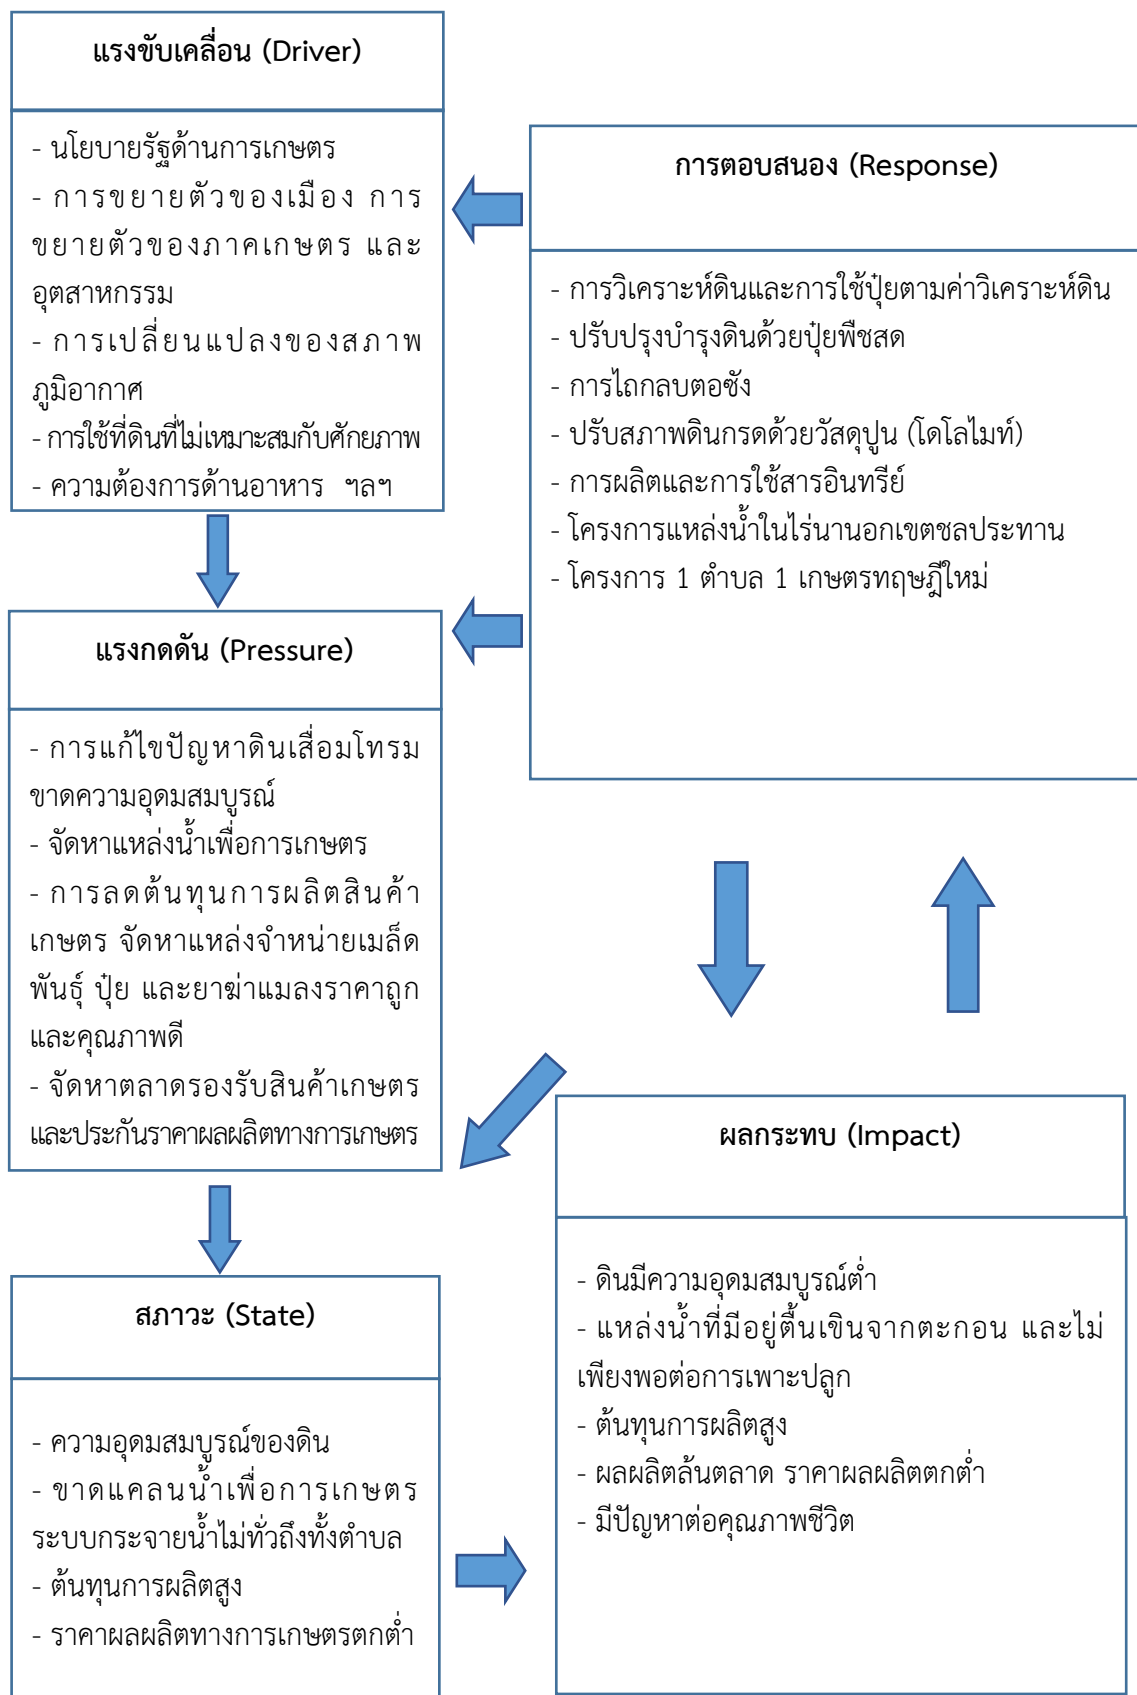 แรงขับเคลื่อน (Driver)
- นโยบายรัฐด้านการเกษตร
- การขยายตัวของเมือง การ
ขยายตัวของภาคเกษตร และ
อุตสาหกรรม
- การเปลี่ยนแปลงของสภาพ
ภูมิอากาศ
- การใช้ที่ดินที่ไม่เหมาะสมกับศักยภาพ
- ความต้องการด้านอาหาร ฯลฯ
การตอบสนอง (Response)
- การวิเคราะห์ดินและการใช้ปุ๋ยตามค่าวิเคราะห์ดิน
- ปรับปรุงบำรุงดินด้วยปุ๋ยพืชสด
- การไถกลบตอซัง
- ปรับสภาพดินกรดด้วยวัสดุปูน (โดโลไมท์)
- การผลิตและการใช้สารอินทรีย์
- โครงการแหล่งน้ำในไร่นานอกเขตชลประทาน
- โครงการ 1 ตำบล 1 เกษตรทฤษฎีใหม่
แรงกดดัน (Pressure)
- การแก้ไขปัญหาดินเสื่อมโทรม
ขาดความอุดมสมบูรณ์
- จัดหาแหล่งน้ำเพื่อการเกษตร
- การลดต้นทุนการผลิตสินค้า
เกษตร จัดหาแหล่งจำหน่ายเมล็ด
พันธุ์ ปุ๋ย และยาฆ่าแมลงราคาถูก
และคุณภาพดี
- จัดหาตลาดรองรับสินค้าเกษตร
และประกันราคาผลผลิตทางการเกษตร
สภาวะ (State)
- ความอุดมสมบูรณ์ของดิน
- ขาดแคลนน้ำเพื่อการเกษตร
ระบบกระจายน้ำไม่ทั่วถึงทั้งตำบล
- ต้นทุนการผลิตสูง
- ราคาผลผลิตทางการเกษตรตกต่ำ
ผลกระทบ (Impact)
- ดินมีความอุดมสมบูรณ์ต่ำ
- แหล่งน้ำที่มีอยู่ตื้นเขินจากตะกอน และไม่
เพียงพอต่อการเพาะปลูก
- ต้นทุนการผลิตสูง
- ผลผลิตล้นตลาด ราคาผลผลิตตกต่ำ
- มีปัญหาต่อคุณภาพชีวิต